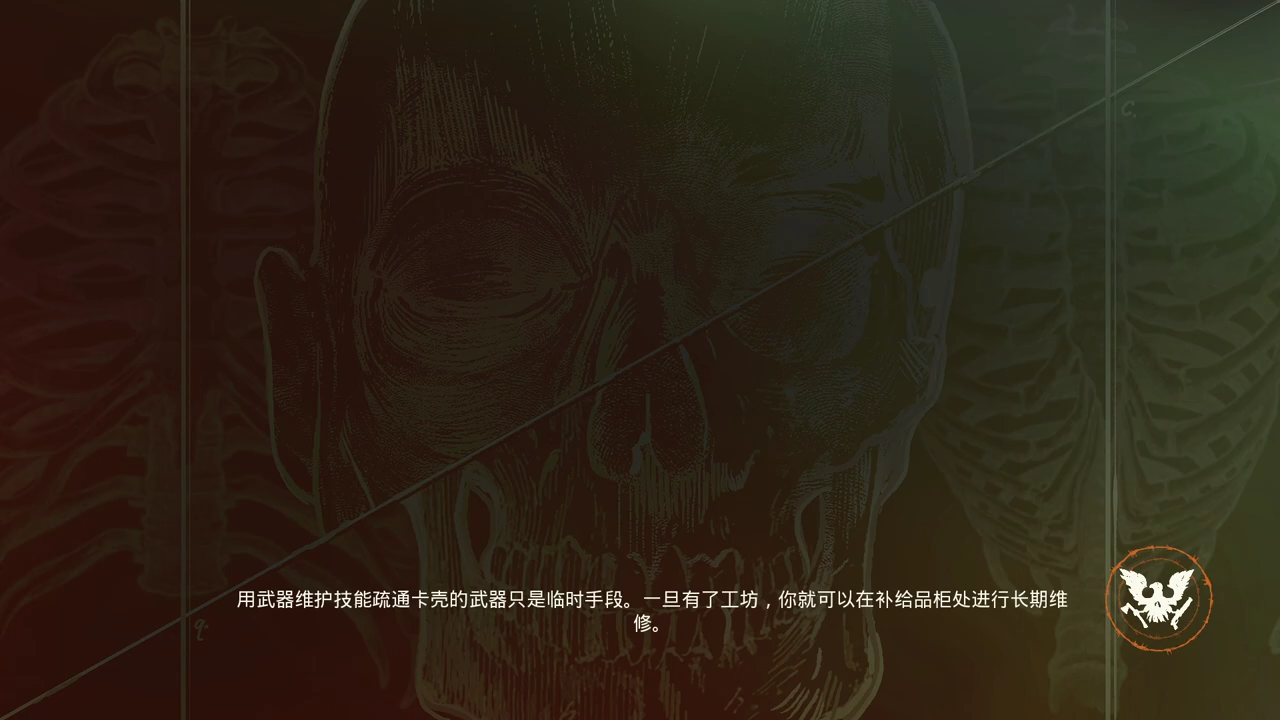 用武器维护技能疏通卡壳的武器只是临时手段。一旦有了工坊，你就可以在补给品柜处进行长期维
修。
c.
q.